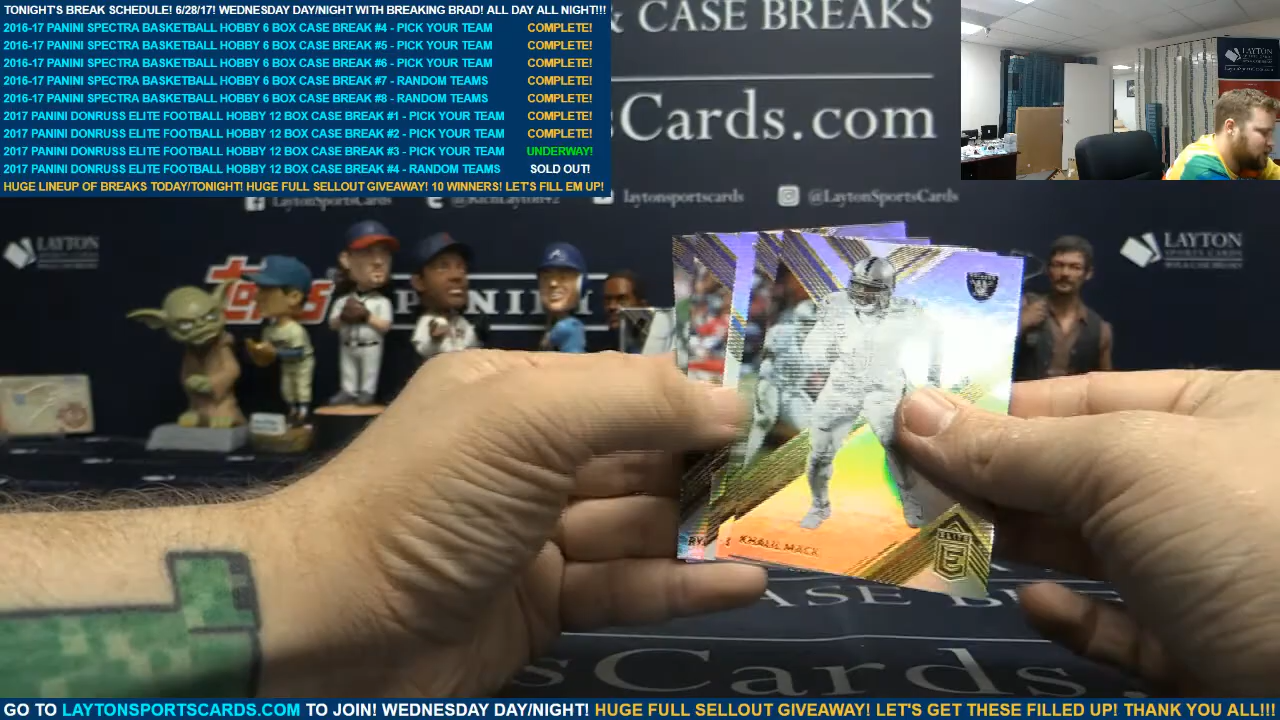 TONIGHT'S BREAK SCHEDULE! 6/28/17! WEDNESDAY DAY/NIGHT WITH BREAKING BRAD! ALL DAY ALL NIGHT!!!
2016-17 PANINI SPECTRA BASKETBALL HOBBY 6 BOX CASE BREAK #4 - PICK YOUR TEAM COMPLETE!
2016-17 PANINI SPECTRA BASKETBALL HOBBY 6 BOX CASE BREAK #5 - PICK YOUR TEAM COMPLETE!
2016-17 PANINI SPECTRA BASKETBALL HOBBY 6 BOX CASE BREAK #6 - PICK YOUR TEAM COMPLETE!
2016-17 PANINI SPECTRA BASKETBALL HOBBY 6 BOX CASE BREAK #7 - RANDOM TEAMS COMPLETE!
2016-17 PANINI SPECTRA BASKETBALL HOBBY 6 BOX CASE BREAK #8 - RANDOM TEAMS COMPLETE!
2017 PANINI DONRUSS ELITE FOOTBALL HOBBY 12 BOX CASE BREAK #1 - PICK YOUR TEAM COMPLETE!
2017 PANINI DONRUSS ELITE FOOTBALL HOBBY 12 BOX CASE BREAK #2 - PICK YOUR TEAM COMPLETE!
2017 PANINI DONRUSS ELITE FOOTBALL HOBBY 12 BOX CASE BREAK #3 - PICK YOUR TEAM UNDERWAY!
2017 PANINI DONRUSS ELITE FOOTBALL HOBBY 12 BOX CASE BREAK #4 - RANDOM TEAMS SOLD OUT!
HUGE LINEUP OF BREAKS TODAY/TONIGHT! HUGE FULL SELLOUT GIVEAWAY! 10 WINNERS! LET'S FILL EM UP!
& CASE BREAKS
sCards.com
LAYTON
LaytonSportsCards
laytonsportscards
@LaytonSportsCards
LAYTON
LAYTON
SPORTS CARDS
topps
PANINI
KHALIL MACK
ELITE
E
ASE BR
sCards.
GO TO LAYTONSPORTSCARDS.COM TO JOIN! WEDNESDAY DAY/NIGHT! HUGE FULL SELLOUT GIVEAWAY! LET'S GET THESE FILLED UP! THANK YOU ALL!!!